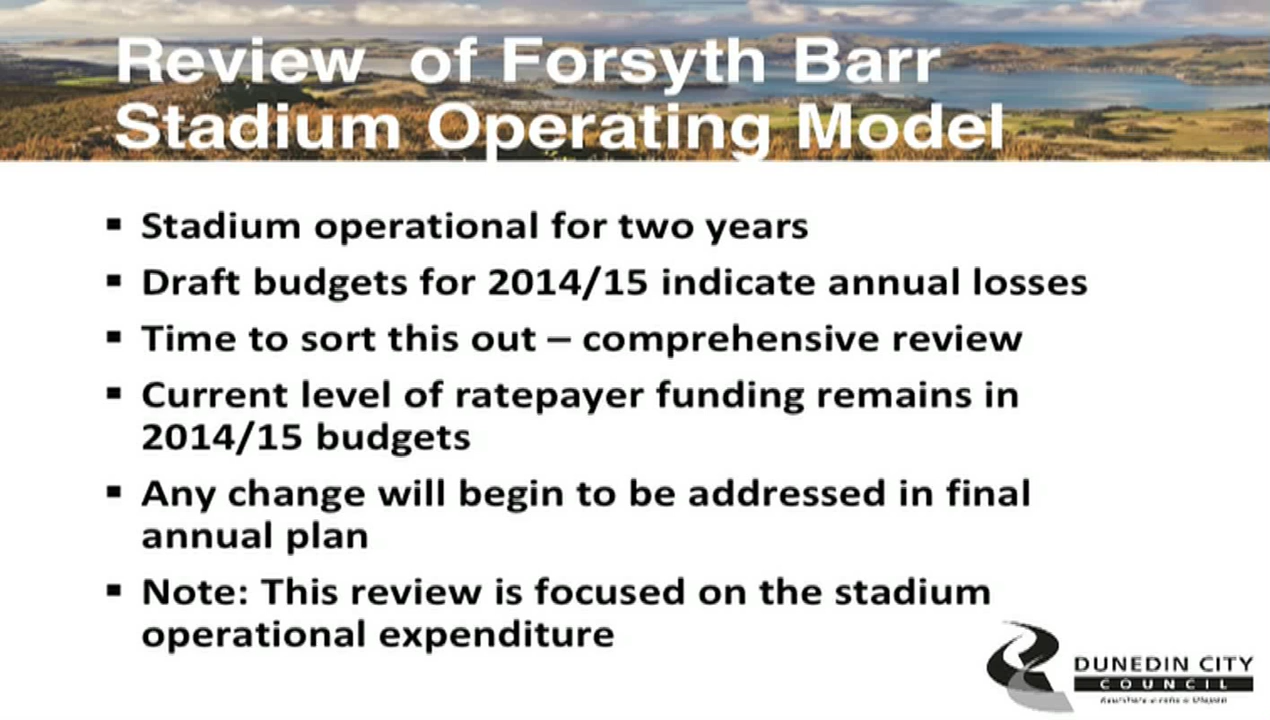 Review of Forsyth Barr
Stadium Operating Model
▪ Stadium operational for two years
▪ Draft budgets for 2014/15 indicate annual losses
▪ Time to sort this out – comprehensive review
▪ Current level of ratepayer funding remains in
2014/15 budgets
▪ Any change will begin to be addressed in final
annual plan
▪ Note: This review is focused on the stadium
operational expenditure
DUNEDIN CITY
COUNCIL